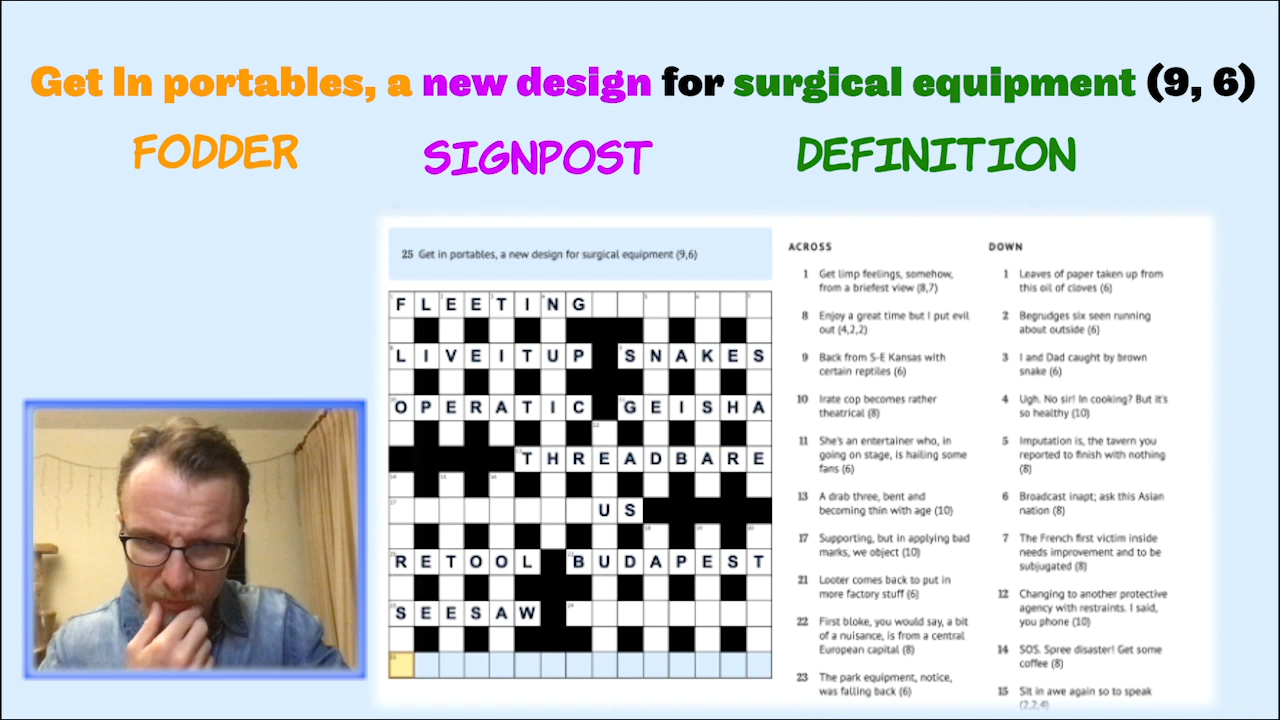 Get In portables, a new design for surgical equipment (9, 6)
FODDER SIGNPOST DEFINITION
25 Get in portables, a new design for surgical equipment (9,6)
FLEETING
LIVEITUP SNAKES
OPERATIC GEISHA
THREADBARE
US
RETOOL BUDAPEST
SEESAW
ACROSS
1 Get limp feelings, somehow,
from a briefest view (8,7)
8 Enjoy a great time but I put evil
out (4,2,2)
9 Back from S-E Kansas with
certain reptiles (6)
10 Irate cop becomes rather
theatrical (8)
11 She's an entertainer who, in
going on stage, is hailing some
fans (6)
13 A drab three, bent and
becoming thin with age (10)
17 Supporting, but in applying bad
marks, we object (10)
21 Looter comes back to put in
more factory stuff (6)
22 First bloke, you would say, a bit
of a nuisance, is from a central
European capital (8)
23 The park equipment, notice,
was falling back (6)
DOWN
1 Leaves of paper taken up from
this oil of cloves (6)
2 Begrudges six seen running
about outside (6)
3 I and Dad caught by brown
snake (6)
4 Ugh. No sir! In cooking? But it's
so healthy (10)
5 Imputation is, the tavern you
reported to finish with nothing
(8)
6 Broadcast inapt; ask this Asian
nation (8)
7 The French first victim inside
needs improvement and to be
subjugated (8)
12 Changing to another protective
agency with restraints. I said,
you phone (10)
14 SOS. Spree disaster! Get some
coffee (8)
15 Sit in awe again so to speak
(2,2,4)